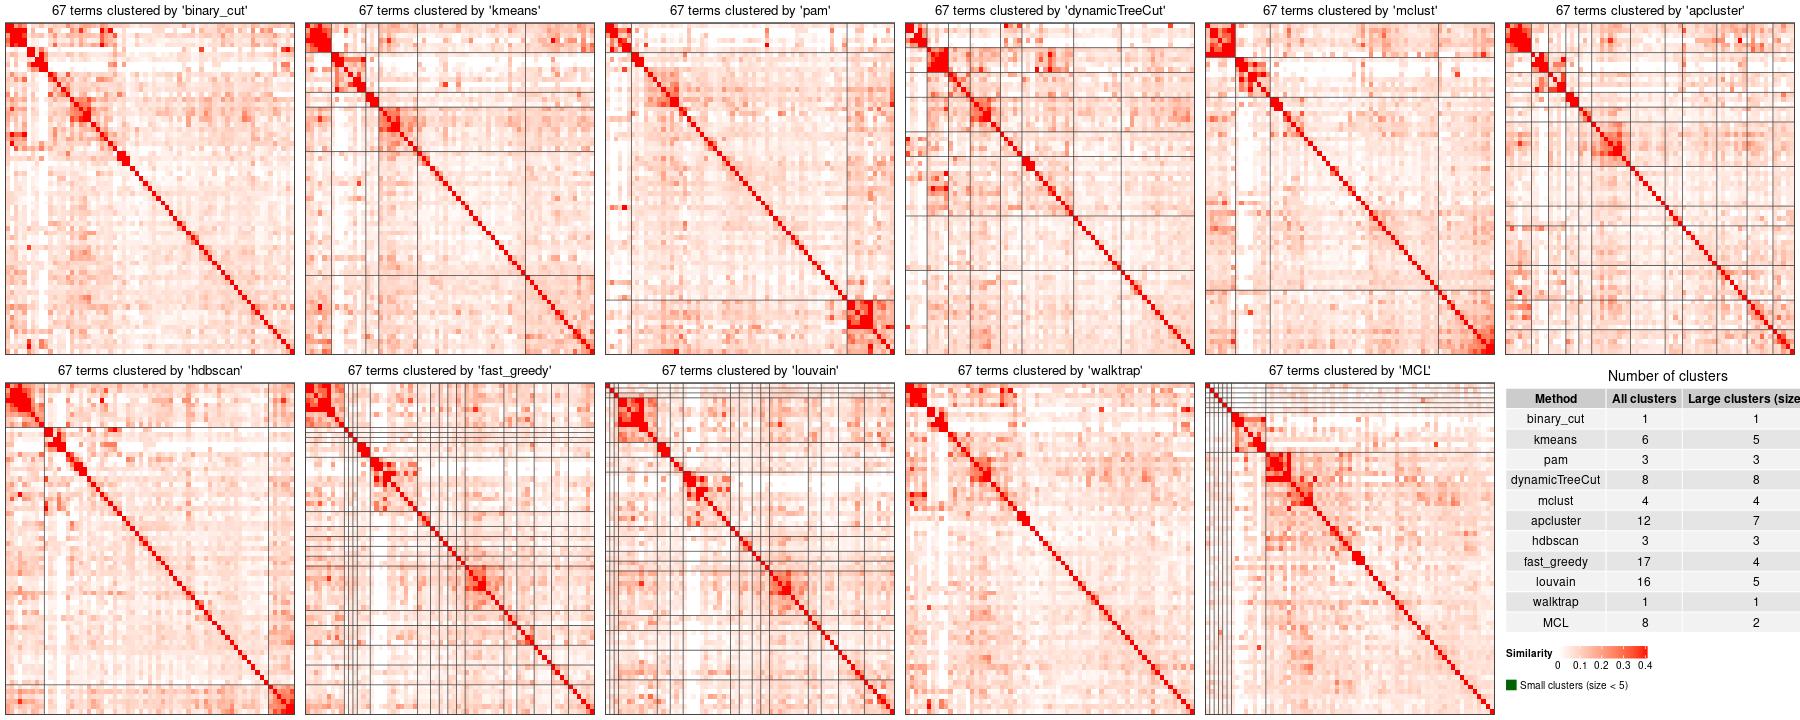 67 terms clustered by 'binary_cut'
67 terms clustered by 'kmeans'
67 terms clustered by 'pam'
67 terms clustered by 'dynamicTreeCut'
67 terms clustered by 'mclust'
67 terms clustered by 'apcluster'
67 terms clustered by 'hdbscan'
67 terms clustered by 'fast_greedy'
67 terms clustered by 'louvain'
67 terms clustered by 'walktrap'
67 terms clustered by 'MCL'
Number of clusters
Method All clusters Large clusters (size
binary_cut 1 1
kmeans 6 5
pam 3 3
dynamicTreeCut 8 8
mclust 4 4
apcluster 12 7
hdbscan 3 3
fast_greedy 17 4
louvain 16 5
walktrap 1 1
MCL 8 2
Similarity
0 0.1 0.2 0.3 0.4
Small clusters (size < 5)